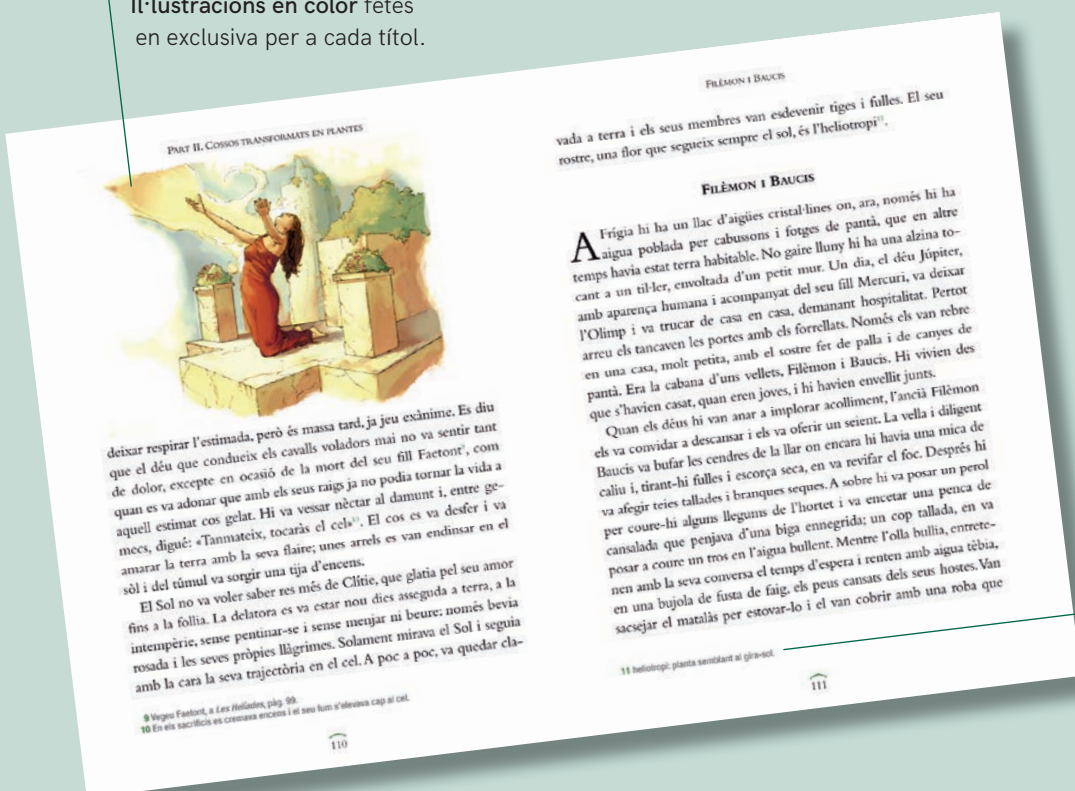 Il·lustracions en color fetes
en exclusiva per a cada títol.
PART II. COSSOS TRANSFORMATS EN PLANTES
deixar respirar l'estimada, però és massa tard, ja jeu exànime. Es diu
que el déu que condueix els cavalls voladors mai no va sentir tant
de dolor, excepte en ocasió de la mort del seu fill Faetont⁹, com
quan es va adonar que amb els seus raigs ja no podia tornar la vida a
aquell estimat cos gelat. Hi va vessar nèctar al damunt i, entre ge-
mecs, digué: «Tanmateix, tocaràs el cel»¹⁰. El cos es va desfer i va
amarar la terra amb la seva flaire; unes arrels es van endinsar en el
sòl i del túmul va sorgir una tija d'encens.
El Sol no va voler saber res més de Clítie, que glatia pel seu amor
fins a la follia. La delatora es va estar nou dies asseguda a terra, a la
intempèrie, sense pentinar-se i sense menjar ni beure; només bevia
rosada i les seves pròpies llàgrimes. Solament mirava el Sol i seguia
amb la cara la seva trajectòria en el cel. A poc a poc, va quedar cla-
9 Vegeu Faetont, a Les Helíades, pàg. 99.
10 En els sacrificis es cremava encens i el seu fum s'elevava cap al cel.
110
FILÈMON I BAUCIS
vada a terra i els seus membres van esdevenir tiges i fulles. El seu
rostre, una flor que segueix sempre el sol, és l'heliotropi¹¹.
FILÈMON I BAUCIS
A Frígia hi ha un llac d'aigües cristal·lines on, ara, només hi ha
aigua poblada per cabussons i fotges de pantà, que en altre
temps havia estat terra habitable. No gaire lluny hi ha una alzina to-
cant a un til·ler, envoltada d'un petit mur. Un dia, el déu Júpiter,
amb aparença humana i acompanyat del seu fill Mercuri, va deixar
l'Olimp i va trucar de casa en casa, demanant hospitalitat. Pertot
arreu els tancaven les portes amb els forrellats. Només els van rebre
en una casa, molt petita, amb el sostre fet de palla i de canyes de
pantà. Era la cabana d'uns vellets, Filèmon i Baucis. Hi vivien des
que s'havien casat, quan eren joves, i hi havien envellit junts.
Quan els déus hi van anar a implorar acolliment, l'ancià Filèmon
els va convidar a descansar i els va oferir un seient. La vella i diligent
Baucis va bufar les cendres de la llar on encara hi havia una mica de
caliu i, tirant-hi fulles i escorça seca, en va revifar el foc. Després hi
va afegir teies tallades i branques seques. A sobre hi va posar un perol
per coure-hi alguns llegums de l'hortet i va encetar una penca de
cansalada que penjava d'una biga ennegrida; un cop tallada, en va
posar a coure un tros en l'aigua bullent. Mentre l'olla bullia, entrete-
nen amb la seva conversa el temps d'espera i renten amb aigua tèbia,
en una bujola de fusta de faig, els peus cansats dels seus hostes. Van
sacsejar el matalàs per estovar-lo i el van cobrir amb una roba que
11 heliotropi: planta semblant al gira-sol.
111